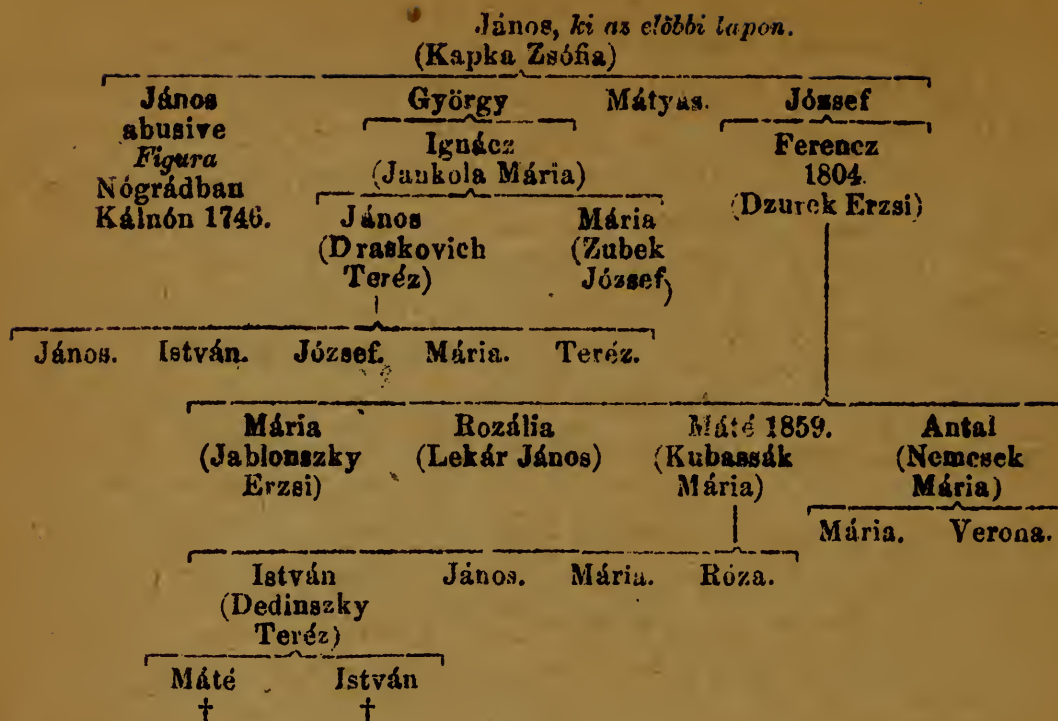 János, ki az előbbi lapon.
(Kapka Zsófia)
János György Mátyás. József
abusive Ignácz Ferencz
Figura (Jankola Mária) 1804.
Nógrádban (Dzurek Erzsi)
Kálnón 1746. János Mária
(Draskovich (Zubek
Teréz) József)
János. István. József. Mária. Teréz.
Mária Rozália Máté 1859. Antal
(Jablonszky (Lekár János) (Kubassák (Nemcsek
Erzsi) Mária) Mária)
Mária. Verona.
István János. Mária. Róza.
(Dedinszky
Teréz)
Máté István
† †